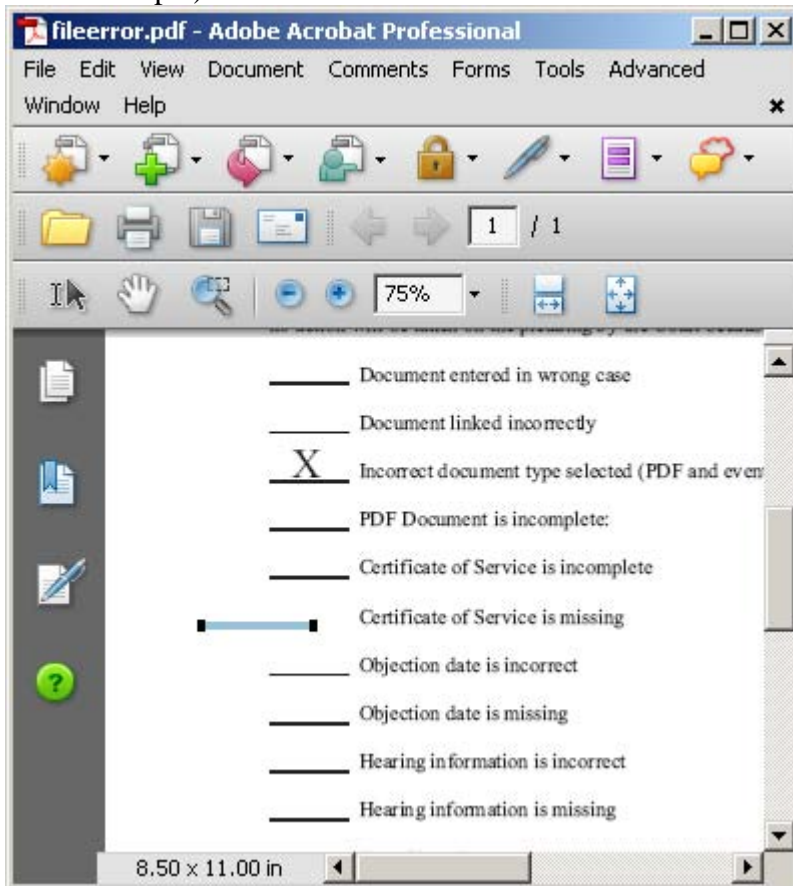 fileerror.pdf - Adobe Acrobat Professional
File Edit View Document Comments Forms Tools Advanced
Window Help
1 / 1
75%
Document entered in wrong case
Document linked incorrectly
X Incorrect document type selected (PDF and even
PDF Document is incomplete:
Certificate of Service is incomplete
Certificate of Service is missing
Objection date is incorrect
Objection date is missing
Hearing information is incorrect
Hearing information is missing
8.50 x 11.00 in